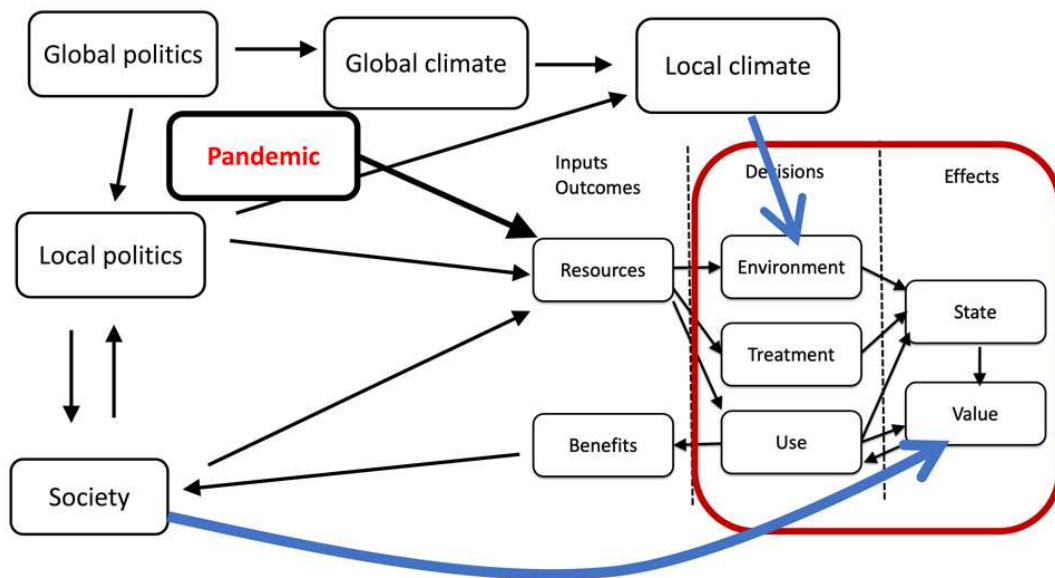 Global politics
Global climate
Local climate
Pandemic
Inputs
Outcomes
Decisions
Effects
Local politics
Resources
Environment
State
Treatment
Value
Benefits
Use
Society